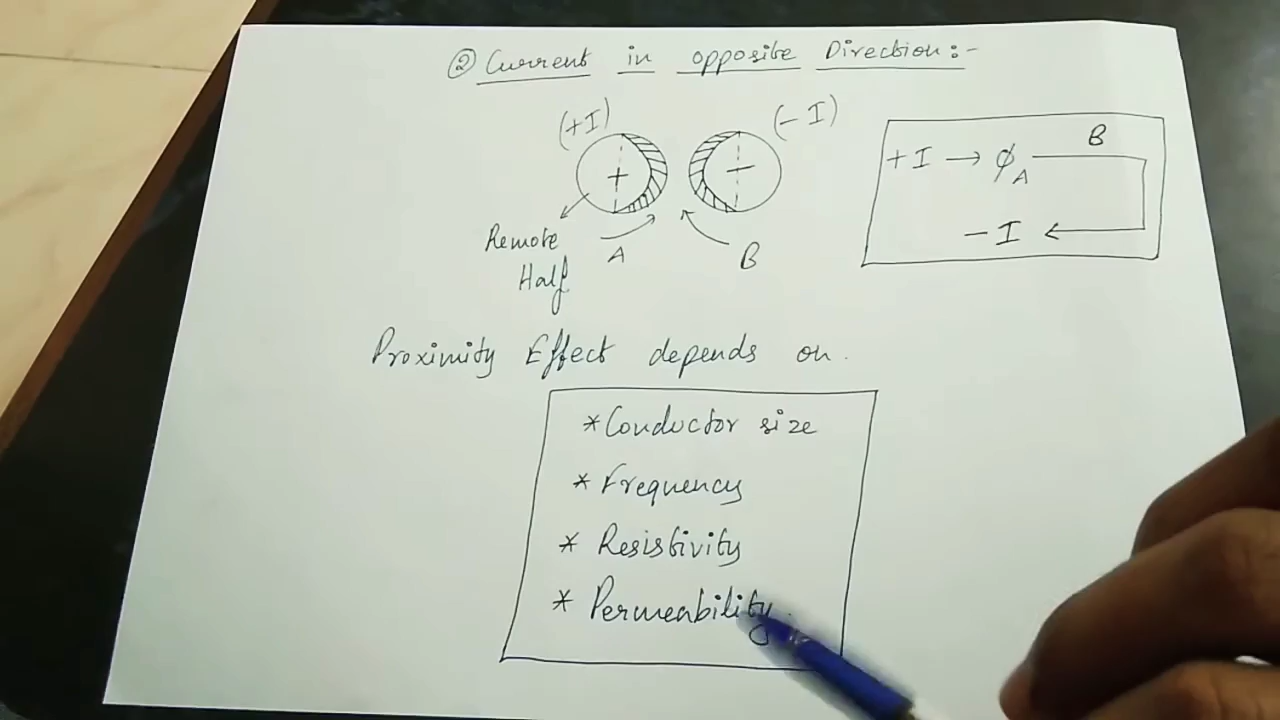 ② Current in opposite Direction:-
(+I) (-I)
+ -
Remote
Half
A B
+I → ϕA B
-I ←
Proximity Effect depends on.
* Conductor size
* Frequency
* Resistivity
* Permeability.